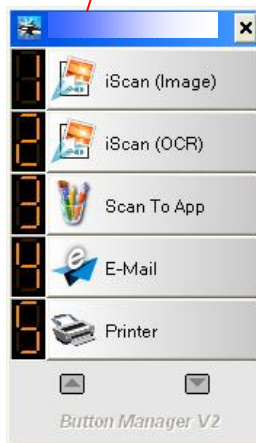 1 iScan (Image)
2 iScan (OCR)
3 Scan To App
4 E-Mail
5 Printer
Button Manager V2